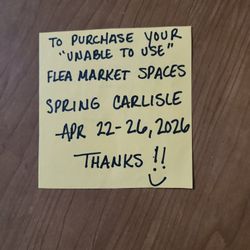 TO PURCHASE YOUR
"UNABLE TO USE"
FLEA MARKET SPACES
SPRING CARLISLE
APR 22-26, 2026
THANKS !!